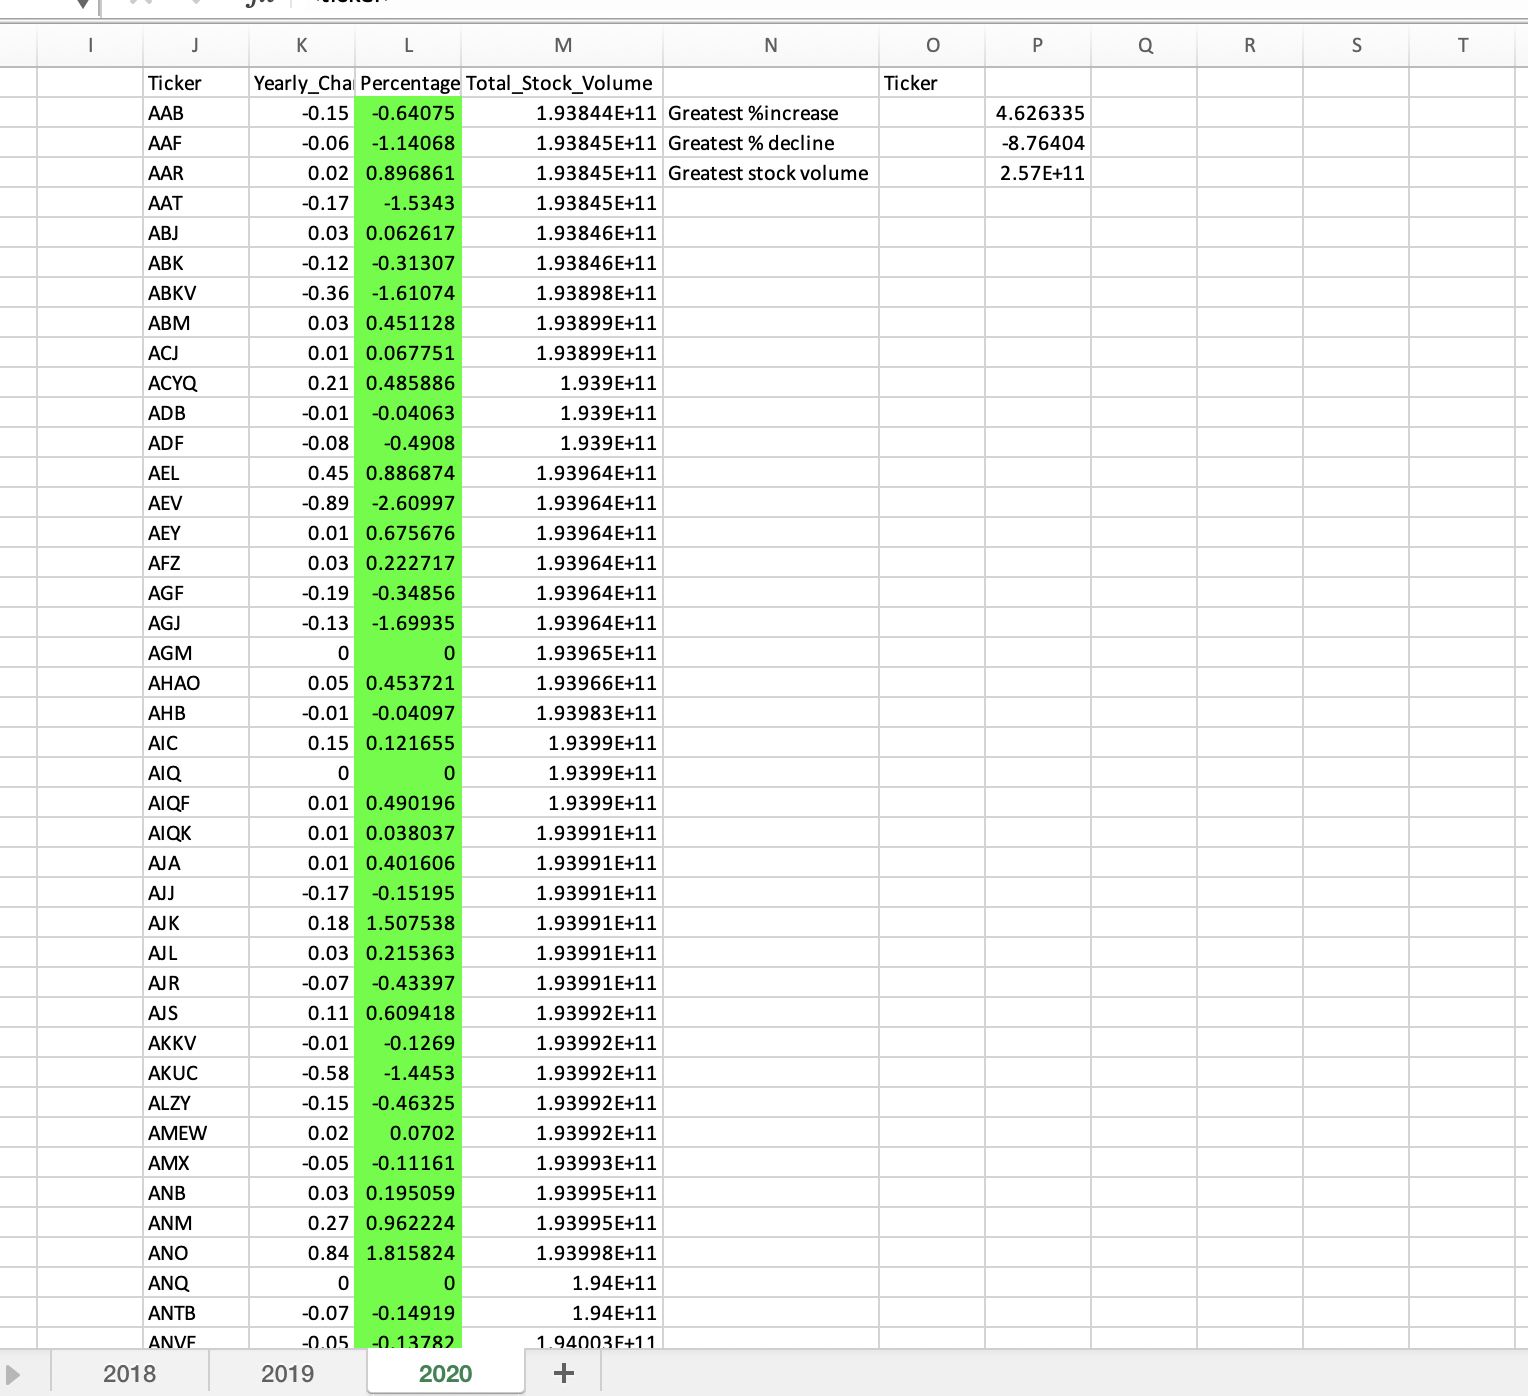 I J K L M N O P Q R S T
Ticker Yearly_Cha Percentage Total_Stock_Volume Ticker
AAB -0.15 -0.64075 1.93844E+11 Greatest %increase 4.626335
AAF -0.06 -1.14068 1.93845E+11 Greatest % decline -8.76404
AAR 0.02 0.896861 1.93845E+11 Greatest stock volume 2.57E+11
AAT -0.17 -1.5343 1.93845E+11
ABJ 0.03 0.062617 1.93846E+11
ABK -0.12 -0.31307 1.93846E+11
ABKV -0.36 -1.61074 1.93898E+11
ABM 0.03 0.451128 1.93899E+11
ACJ 0.01 0.067751 1.93899E+11
ACYQ 0.21 0.485886 1.939E+11
ADB -0.01 -0.04063 1.939E+11
ADF -0.08 -0.4908 1.939E+11
AEL 0.45 0.886874 1.93964E+11
AEV -0.89 -2.60997 1.93964E+11
AEY 0.01 0.675676 1.93964E+11
AFZ 0.03 0.222717 1.93964E+11
AGF -0.19 -0.34856 1.93964E+11
AGJ -0.13 -1.69935 1.93964E+11
AGM 0 0 1.93965E+11
AHAO 0.05 0.453721 1.93966E+11
AHB -0.01 -0.04097 1.93983E+11
AIC 0.15 0.121655 1.9399E+11
AIQ 0 0 1.9399E+11
AIQF 0.01 0.490196 1.9399E+11
AIQK 0.01 0.038037 1.93991E+11
AJA 0.01 0.401606 1.93991E+11
AJJ -0.17 -0.15195 1.93991E+11
AJK 0.18 1.507538 1.93991E+11
AJL 0.03 0.215363 1.93991E+11
AJR -0.07 -0.43397 1.93991E+11
AJS 0.11 0.609418 1.93992E+11
AKKV -0.01 -0.1269 1.93992E+11
AKUC -0.58 -1.4453 1.93992E+11
ALZY -0.15 -0.46325 1.93992E+11
AMEW 0.02 0.0702 1.93992E+11
AMX -0.05 -0.11161 1.93993E+11
ANB 0.03 0.195059 1.93995E+11
ANM 0.27 0.962224 1.93995E+11
ANO 0.84 1.815824 1.93998E+11
ANQ 0 0 1.94E+11
ANTB -0.07 -0.14919 1.94E+11
ANVF -0.05 -0.13782 1.94003E+11
2018 2019 2020 +